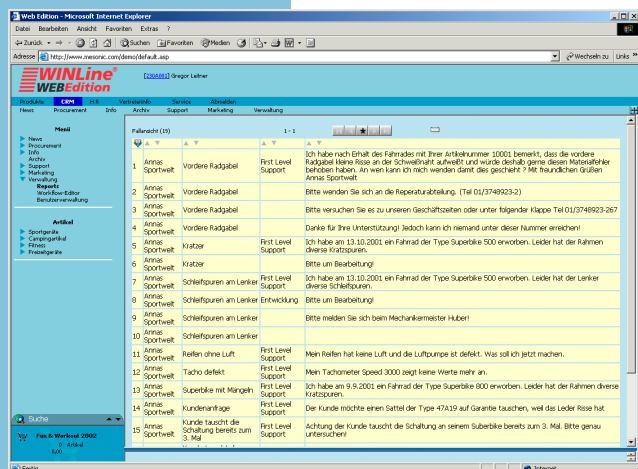 Web Edition - Microsoft Internet Explorer
Datei Bearbeiten Ansicht Favoriten Extras ?
Zurück Suchen Favoriten Medien
Adresse http://www.mesonic.com/demo/default.asp Wechseln zu Links »
WINLine®
WEBEdition
[230A001] Gregor Leitner
Produkte CRM HR Vertreterinfo Service Abmelden
News Procurement Info Archiv Support Marketing Verwaltung
Menü
News
Procurement
Info
Archiv
Support
Marketing
Verwaltung
Reports
Workflow-Editor
Benutzerverwaltung
Artikel
Sportgeräte
Campingartikel
Fitness
Freizeitgeräte
Suche
Fun & Workout 2002
0 Artikel
0,00
Fallansicht (19) 1 - 1
1 Annas Sportwelt Vordere Radgabel First Level Support Ich habe nach Erhalt des Fahrrades mit Ihrer Artikelnummer 10001 bemerkt, dass die vordere
Radgabel kleine Risse an der Schweißnaht aufweißt und würde deshalb gerne diesen Materialfehler
behoben haben. An wen kann ich mich wenden damit dies geschieht ? Mit freundlichen Grüßen
Annas Sportwelt
2 Annas Sportwelt Vordere Radgabel Bitte wenden Sie sich an die Reperaturabteilung. (Tel 01/3748923-2)
3 Annas Sportwelt Vordere Radgabel Bitte versuchen Sie es zu unseren Geschäftszeiten oder unter folgender Klappe Tel 01/3748923-267
4 Annas Sportwelt Vordere Radgabel Danke für Ihre Unterstützung! Jedoch kann ich niemand unter dieser Nummer erreichen!
5 Annas Sportwelt Kratzer First Level Support Ich habe am 13.10.2001 ein Fahrrad der Type Superbike 500 erworben. Leider hat der Rahmen
diverse Kratzspuren.
6 Annas Sportwelt Kratzer Bitte um Bearbeitung!
7 Annas Sportwelt Schleifspuren am Lenker First Level Support Ich habe am 13.10.2001 ein Fahrrad der Type Superbike 500 erworben. Leider hat der Lenker
diverse Schleifspuren.
8 Annas Sportwelt Schleifspuren am Lenker Entwicklung Bitte um Bearbeitung!
9 Annas Sportwelt Schleifspuren am Lenker Bitte melden Sie sich beim Mechanikermeister Huber!
10 Annas Sportwelt Schleifspuren am Lenker
11 Annas Sportwelt Reifen ohne Luft First Level Support Mein Reifen hat keine Luft und die Luftpumpe ist defekt. Was soll ich jetzt machen.
12 Annas Sportwelt Tacho defekt First Level Support Mein Tachometer Speed 3000 zeigt keine Werte mehr an.
13 Annas Sportwelt Superbike mit Mängeln First Level Support Ich habe am 9.9.2001 ein Fahrrad der Type Superbike 800 erworben. Leider hat der Rahmen diverse
Kratzspuren.
14 Annas Sportwelt Kundenanfrage First Level Support Der Kunde möchte einen Sattel der Type 47A19 auf Garantie tauschen, weil das Leder Risse hat
15 Annas Sportwelt Kunde tauscht die Schaltung bereits zum 3. Mal First Level Support Achtung der Kunde tauscht die Schaltung an seinem Suberbike bereits zum 3. Mal. Bitte genau
untersuchen!
Fertig Internet